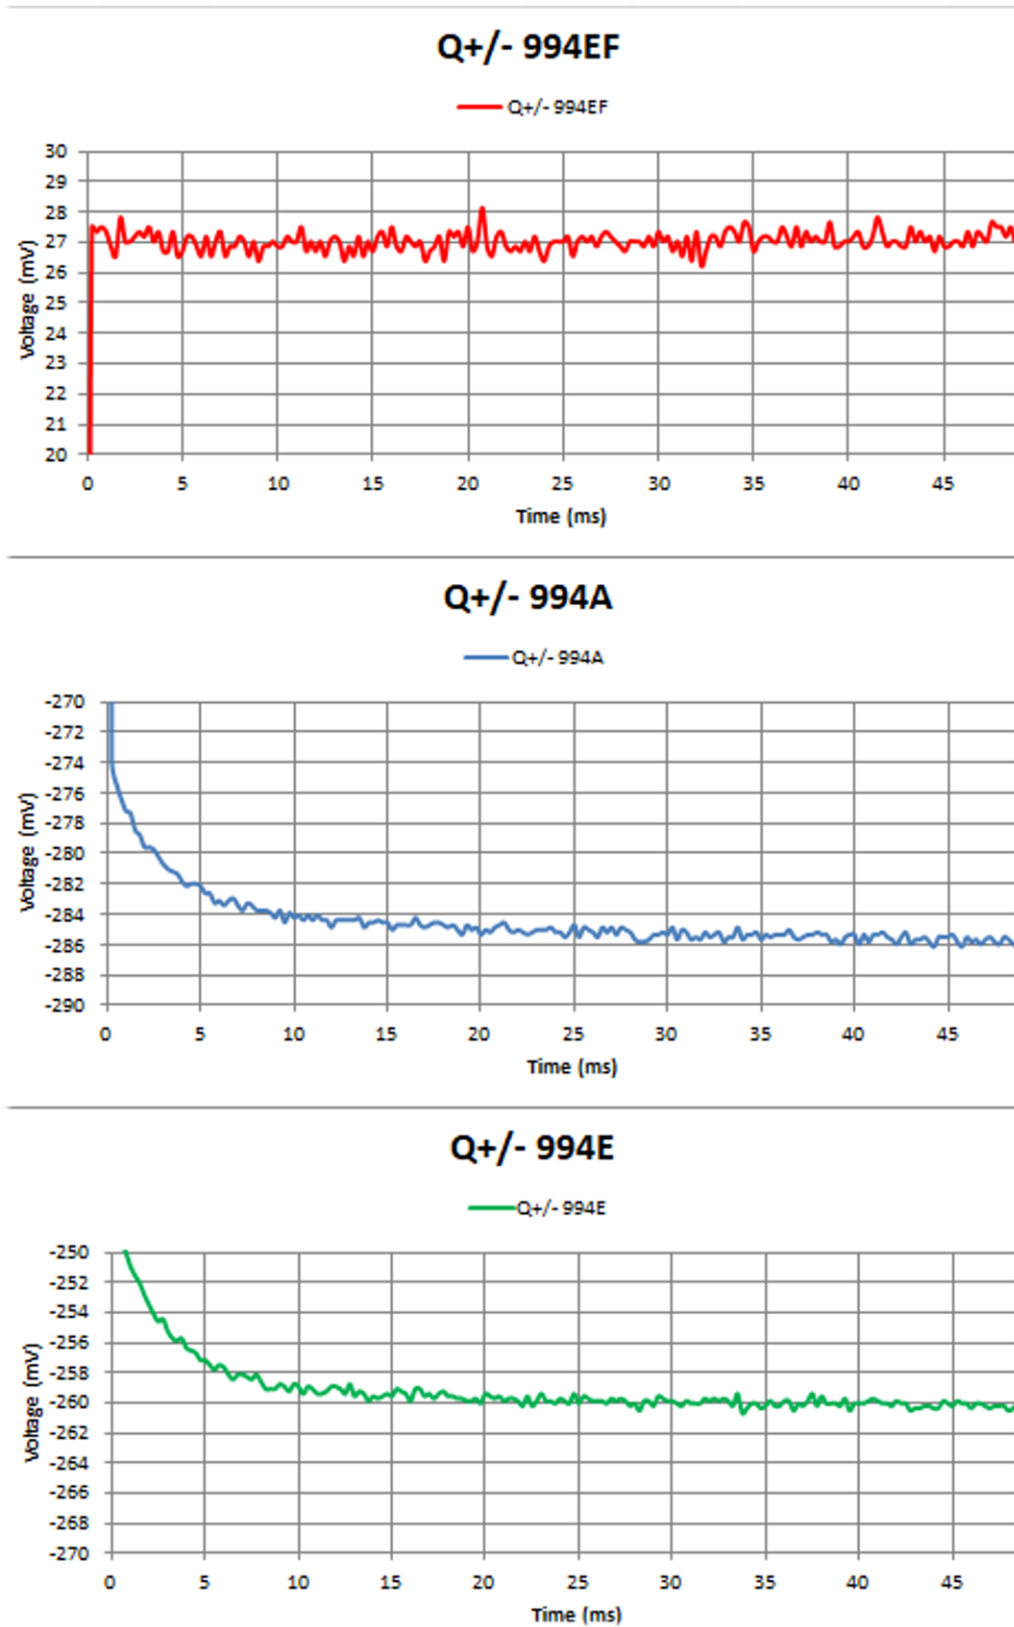 Q+/- 994EF
Q+/- 994EF
30
29
28
27
26
25
24
23
22
21
20
Voltage (mV)
0 5 10 15 20 25 30 35 40 45
Time (ms)
Q+/- 994A
Q+/- 994A
-270
-272
-274
-276
-278
-280
-282
-284
-286
-288
-290
Voltage (mV)
0 5 10 15 20 25 30 35 40 45
Time (ms)
Q+/- 994E
Q+/- 994E
-250
-252
-254
-256
-258
-260
-262
-264
-266
-268
-270
Voltage (mV)
0 5 10 15 20 25 30 35 40 45
Time (ms)